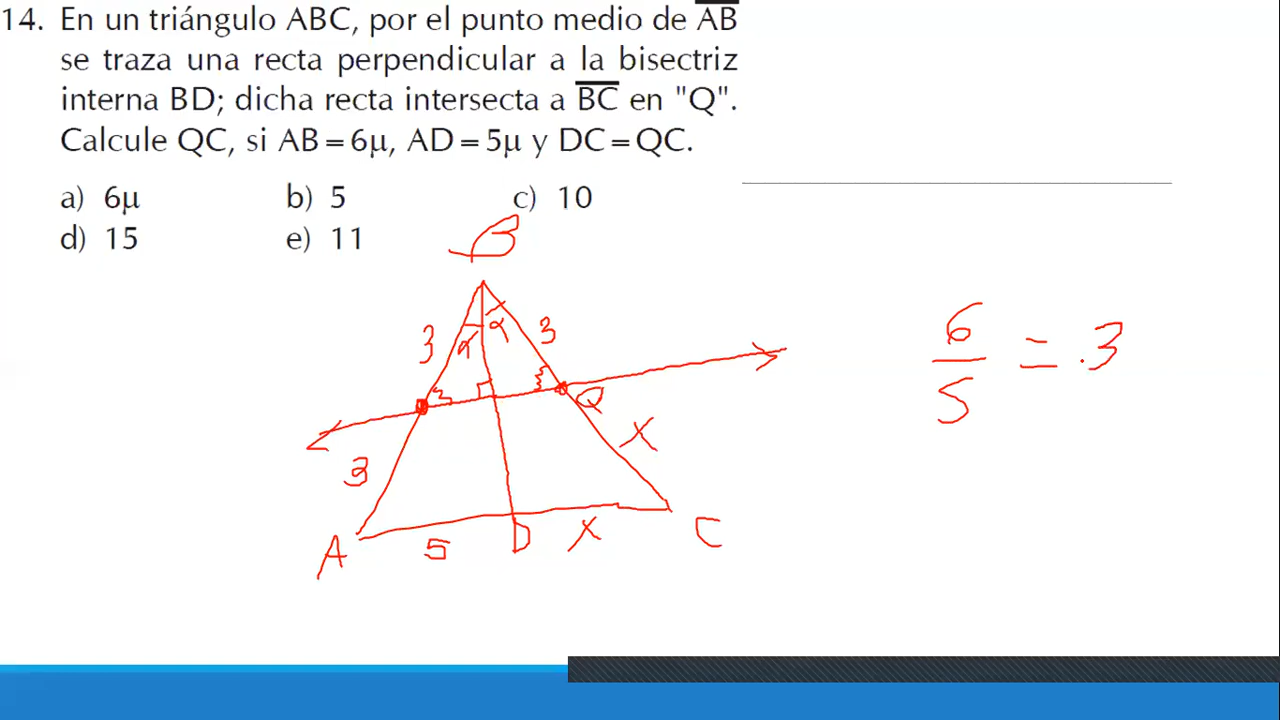 14. En un triángulo ABC, por el punto medio de AB
se traza una recta perpendicular a la bisectriz
interna BD; dicha recta intersecta a BC en "Q".
Calcule QC, si AB=6μ, AD=5μ y DC=QC.
a) 6μ b) 5 c) 10
d) 15 e) 11
B
α α
3 3
Q
3 x
A 5 D x C
6/5 = .3